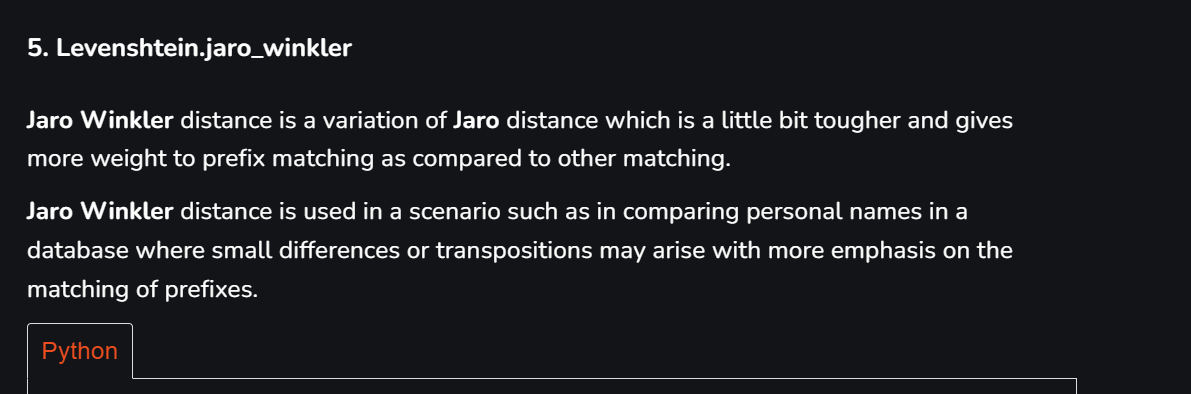 5. Levenshtein.jaro_winkler
Jaro Winkler distance is a variation of Jaro distance which is a little bit tougher and gives
more weight to prefix matching as compared to other matching.
Jaro Winkler distance is used in a scenario such as in comparing personal names in a
database where small differences or transpositions may arise with more emphasis on the
matching of prefixes.
Python